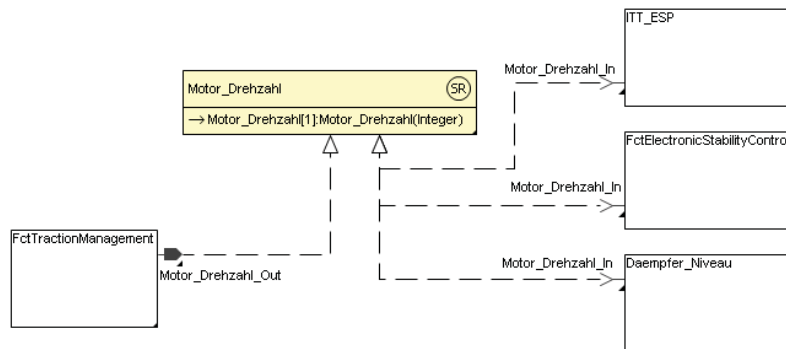 ITT_ESP
Motor_Drehzahl_In
Motor_Drehzahl
SR
→ Motor_Drehzahl[1]:Motor_Drehzahl(Integer)
FctElectronicStabilityContro
Motor_Drehzahl_In
FctTractionManagement
Motor_Drehzahl_Out
Motor_Drehzahl_In
Daempfer_Niveau